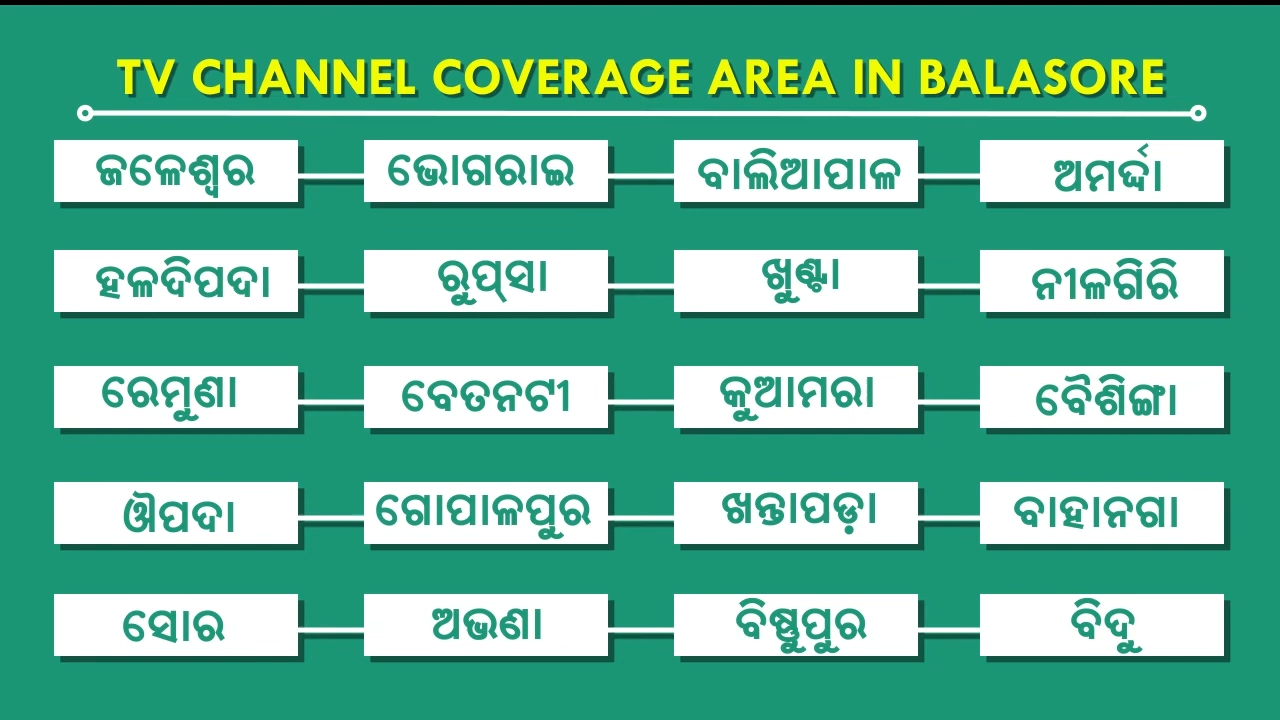 TV CHANNEL COVERAGE AREA IN BALASORE
ଜଳେଶ୍ୱର ଭୋଗରାଇ ବାଲିଆପାଳ ଅମର୍ଦ୍ଦା
ହଳଦିପଦା ରୁପ୍‌ସା ଖୁଣ୍ଟା ନୀଳଗିରି
ରେମୁଣା ବେତନଟୀ କୁଆମରା ବୈଶିଙ୍ଗା
ଔପଦା ଗୋପାଳପୁର ଖନ୍ତାପଡ଼ା ବାହାନଗା
ସୋର ଅଭଣା ବିଷ୍ଣୁପୁର ବିଦୁ